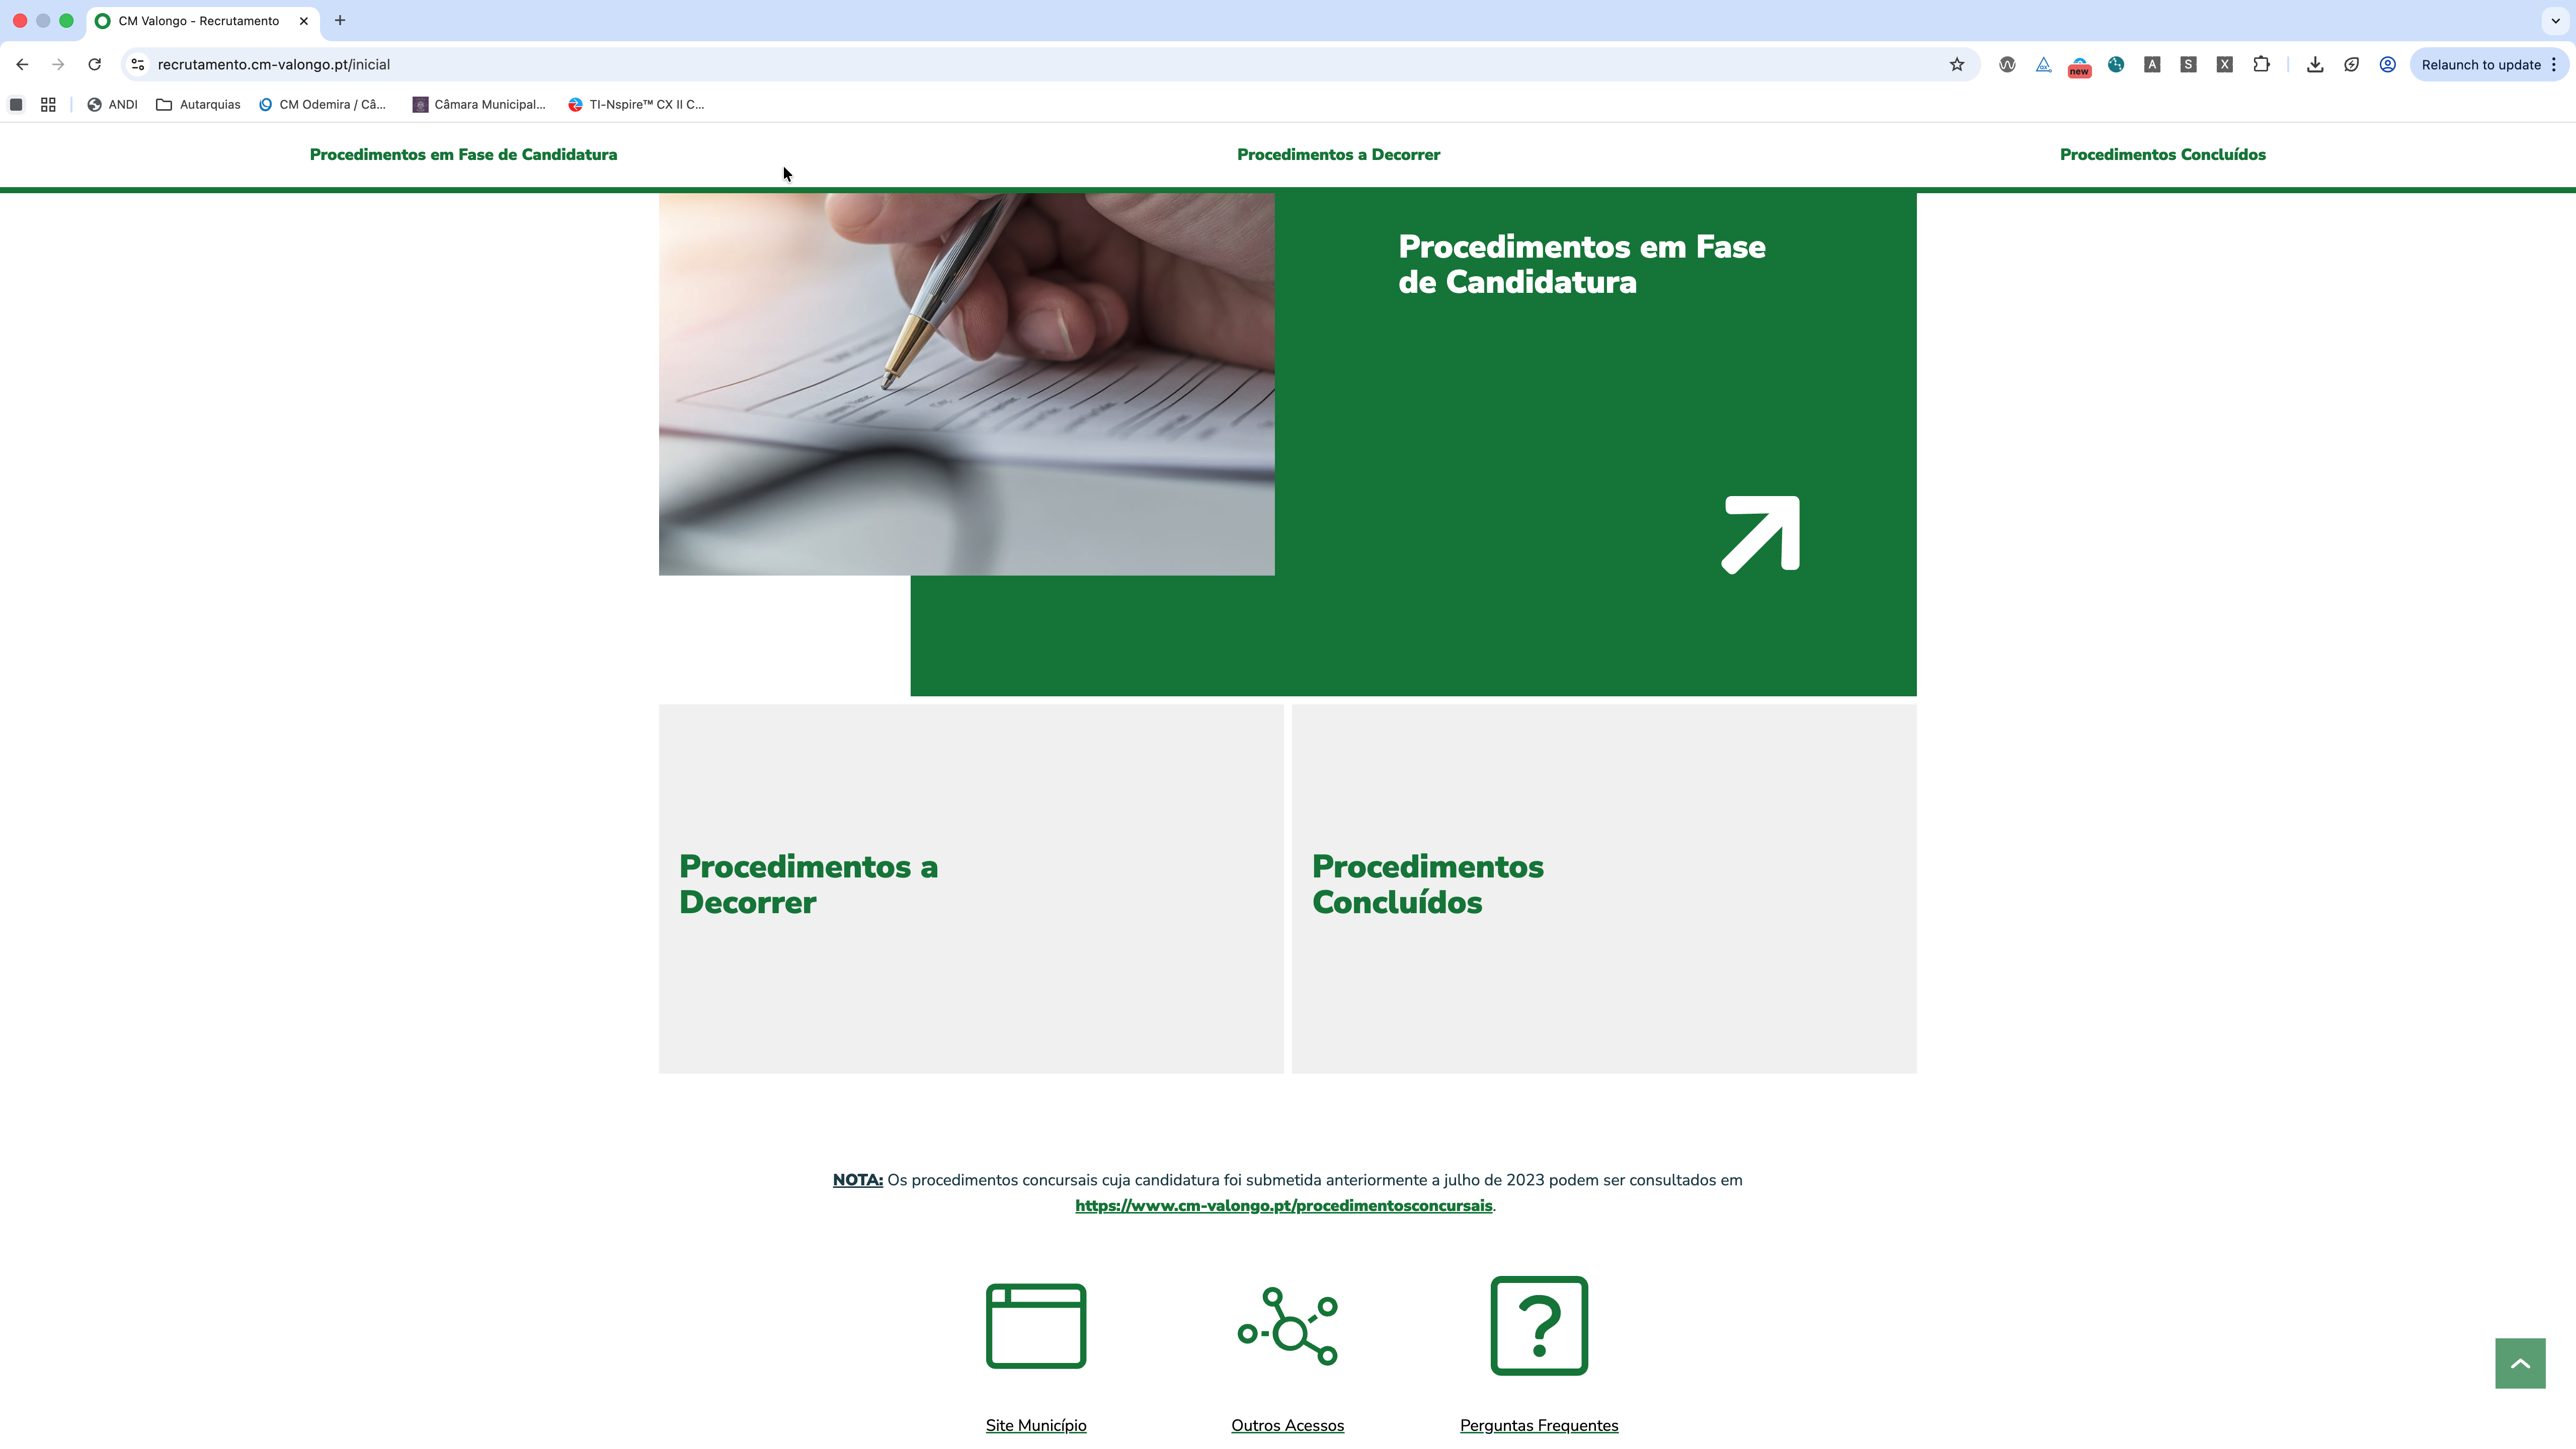 CM Valongo - Recrutamento
recrutamento.cm-valongo.pt/inicial
new
A
S
X
Relaunch to update
ANDI
Autarquias
CM Odemira / Câ...
Câmara Municipal...
TI-Nspire™ CX II C...
Procedimentos em Fase de Candidatura
Procedimentos a Decorrer
Procedimentos Concluídos
Procedimentos em Fase
de Candidatura
Procedimentos a
Decorrer
Procedimentos
Concluídos
NOTA: Os procedimentos concursais cuja candidatura foi submetida anteriormente a julho de 2023 podem ser consultados em
https://www.cm-valongo.pt/procedimentosconcursais.
?
Site Município
Outros Acessos
Perguntas Frequentes